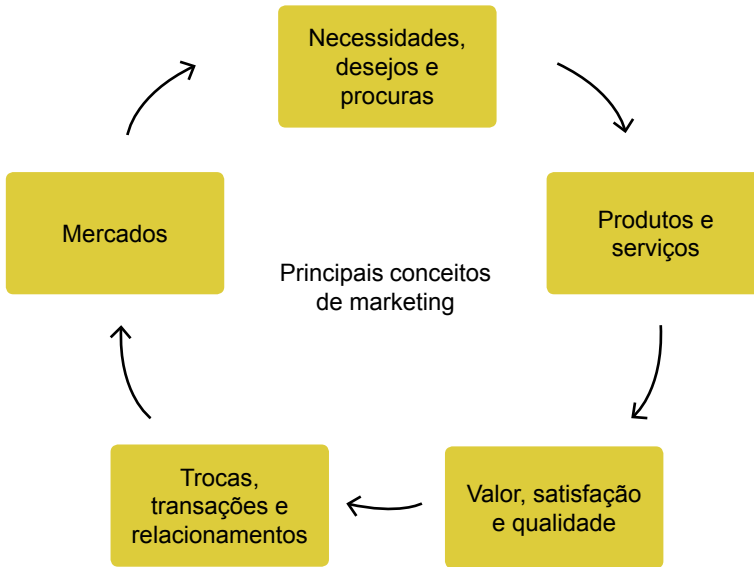 Necessidades,
desejos e
procuras
Produtos e
serviços
Valor, satisfação
e qualidade
Trocas,
transações e
relacionamentos
Mercados
Principais conceitos
de marketing